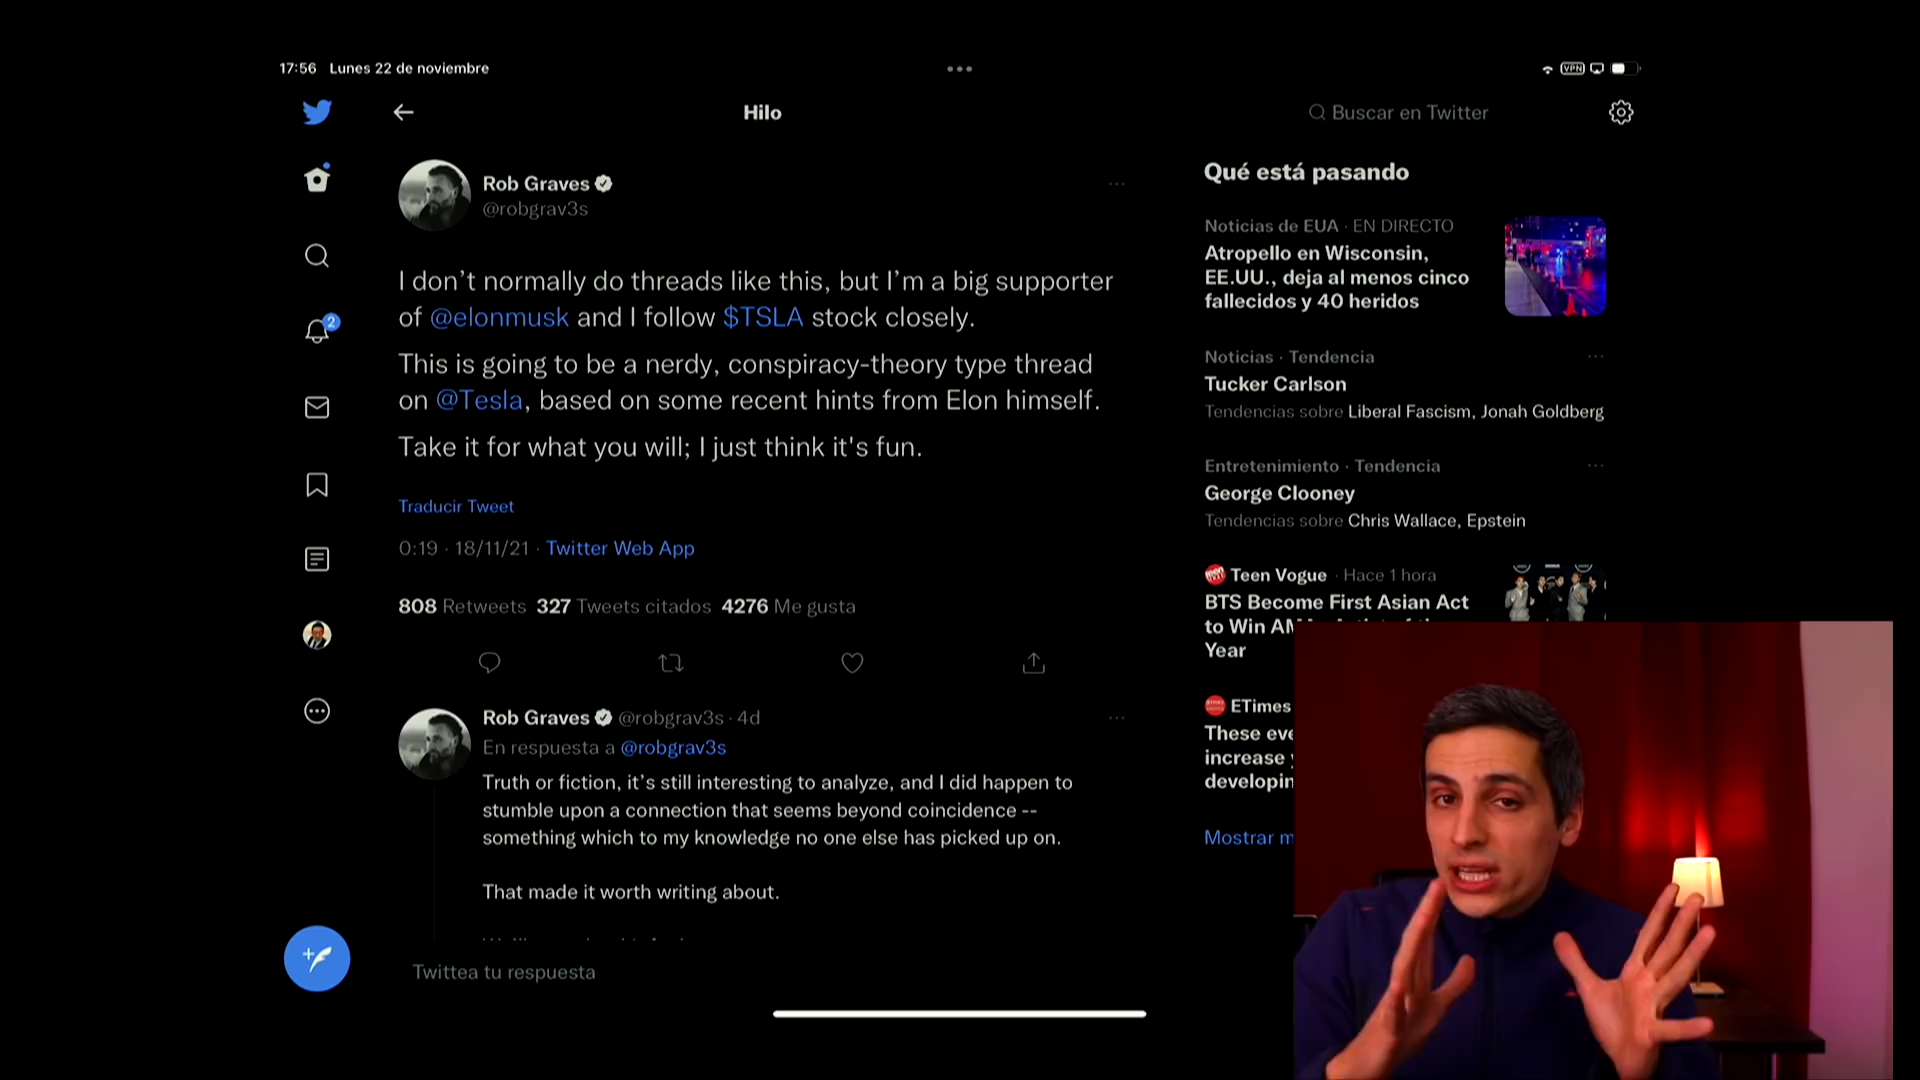 17:56 Lunes 22 de noviembre
VPN
Hilo
Buscar en Twitter
Rob Graves
@robgrav3s
I don’t normally do threads like this, but I’m a big supporter
of @elonmusk and I follow $TSLA stock closely.
This is going to be a nerdy, conspiracy-theory type thread
on @Tesla, based on some recent hints from Elon himself.
Take it for what you will; I just think it's fun.
Traducir Tweet
0:19 · 18/11/21 · Twitter Web App
808 Retweets 327 Tweets citados 4276 Me gusta
Rob Graves @robgrav3s · 4d
En respuesta a @robgrav3s
Truth or fiction, it’s still interesting to analyze, and I did happen to
stumble upon a connection that seems beyond coincidence --
something which to my knowledge no one else has picked up on.
That made it worth writing about.
Twittea tu respuesta
2
Qué está pasando
Noticias de EUA · EN DIRECTO
Atropello en Wisconsin,
EE.UU., deja al menos cinco
fallecidos y 40 heridos
Noticias · Tendencia
Tucker Carlson
Tendencias sobre Liberal Fascism, Jonah Goldberg
Entretenimiento · Tendencia
George Clooney
Tendencias sobre Chris Wallace, Epstein
Teen Vogue · Hace 1 hora
BTS Become First Asian Act
to Win
Year
ETimes
These
increase
Mostrar